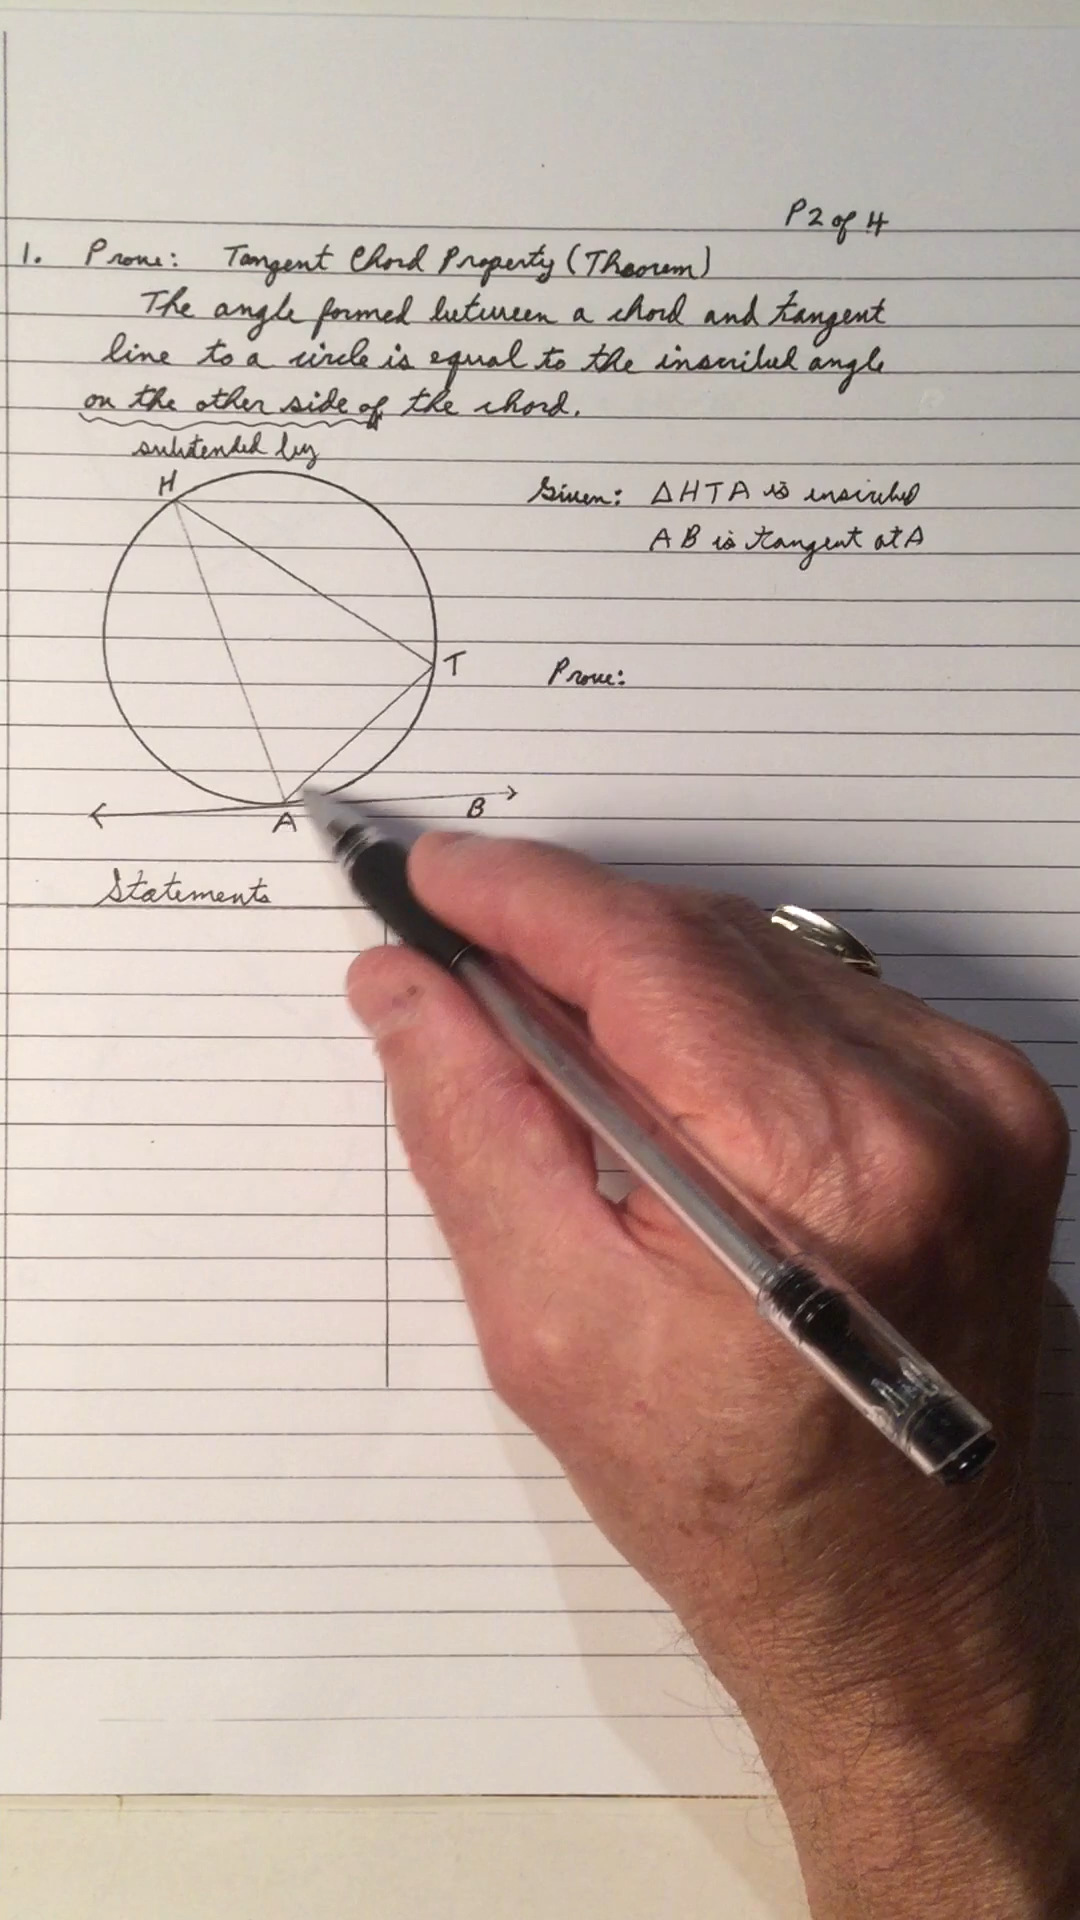 P2 of 4
1. Prove: Tangent Chord Property (Theorem)
The angle formed between a chord and tangent
line to a circle is equal to the inscribed angle
on the other side of the chord.
subtended by
H
Given: △HTA is inscribed
AB is tangent at A
T
Prove:
B
A
Statements